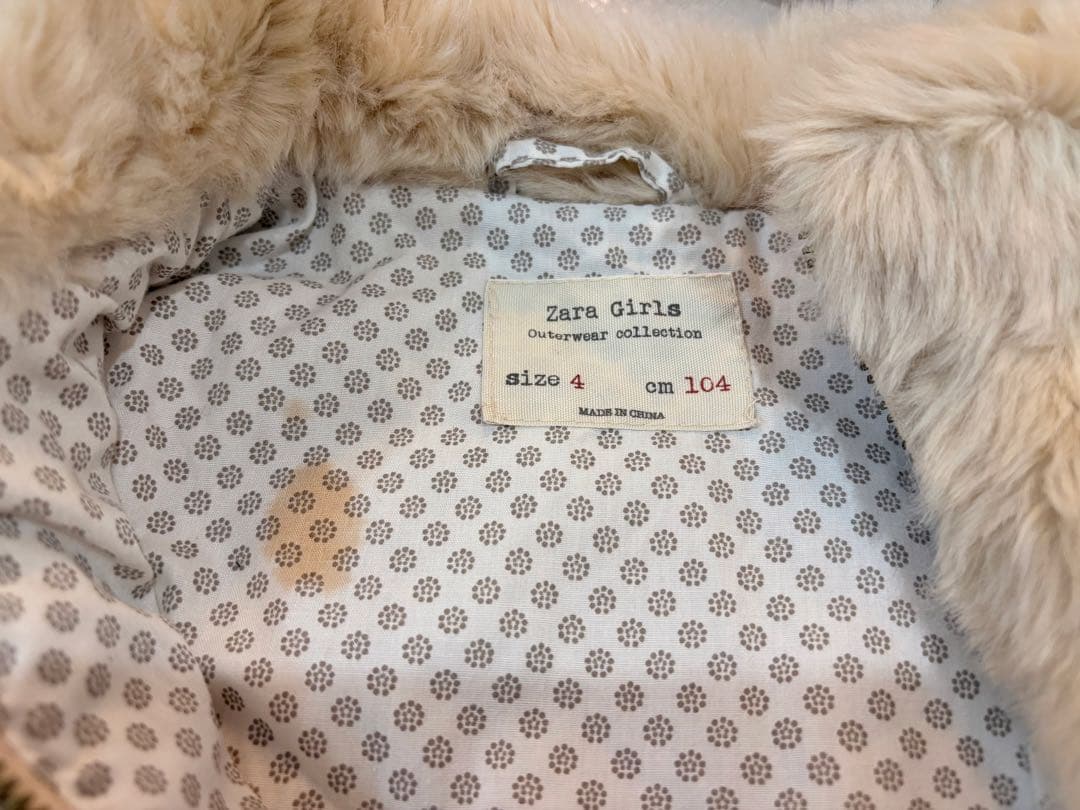 Zara Girls
Outerwear collection
size 4 cm 104
MADE IN CHINA